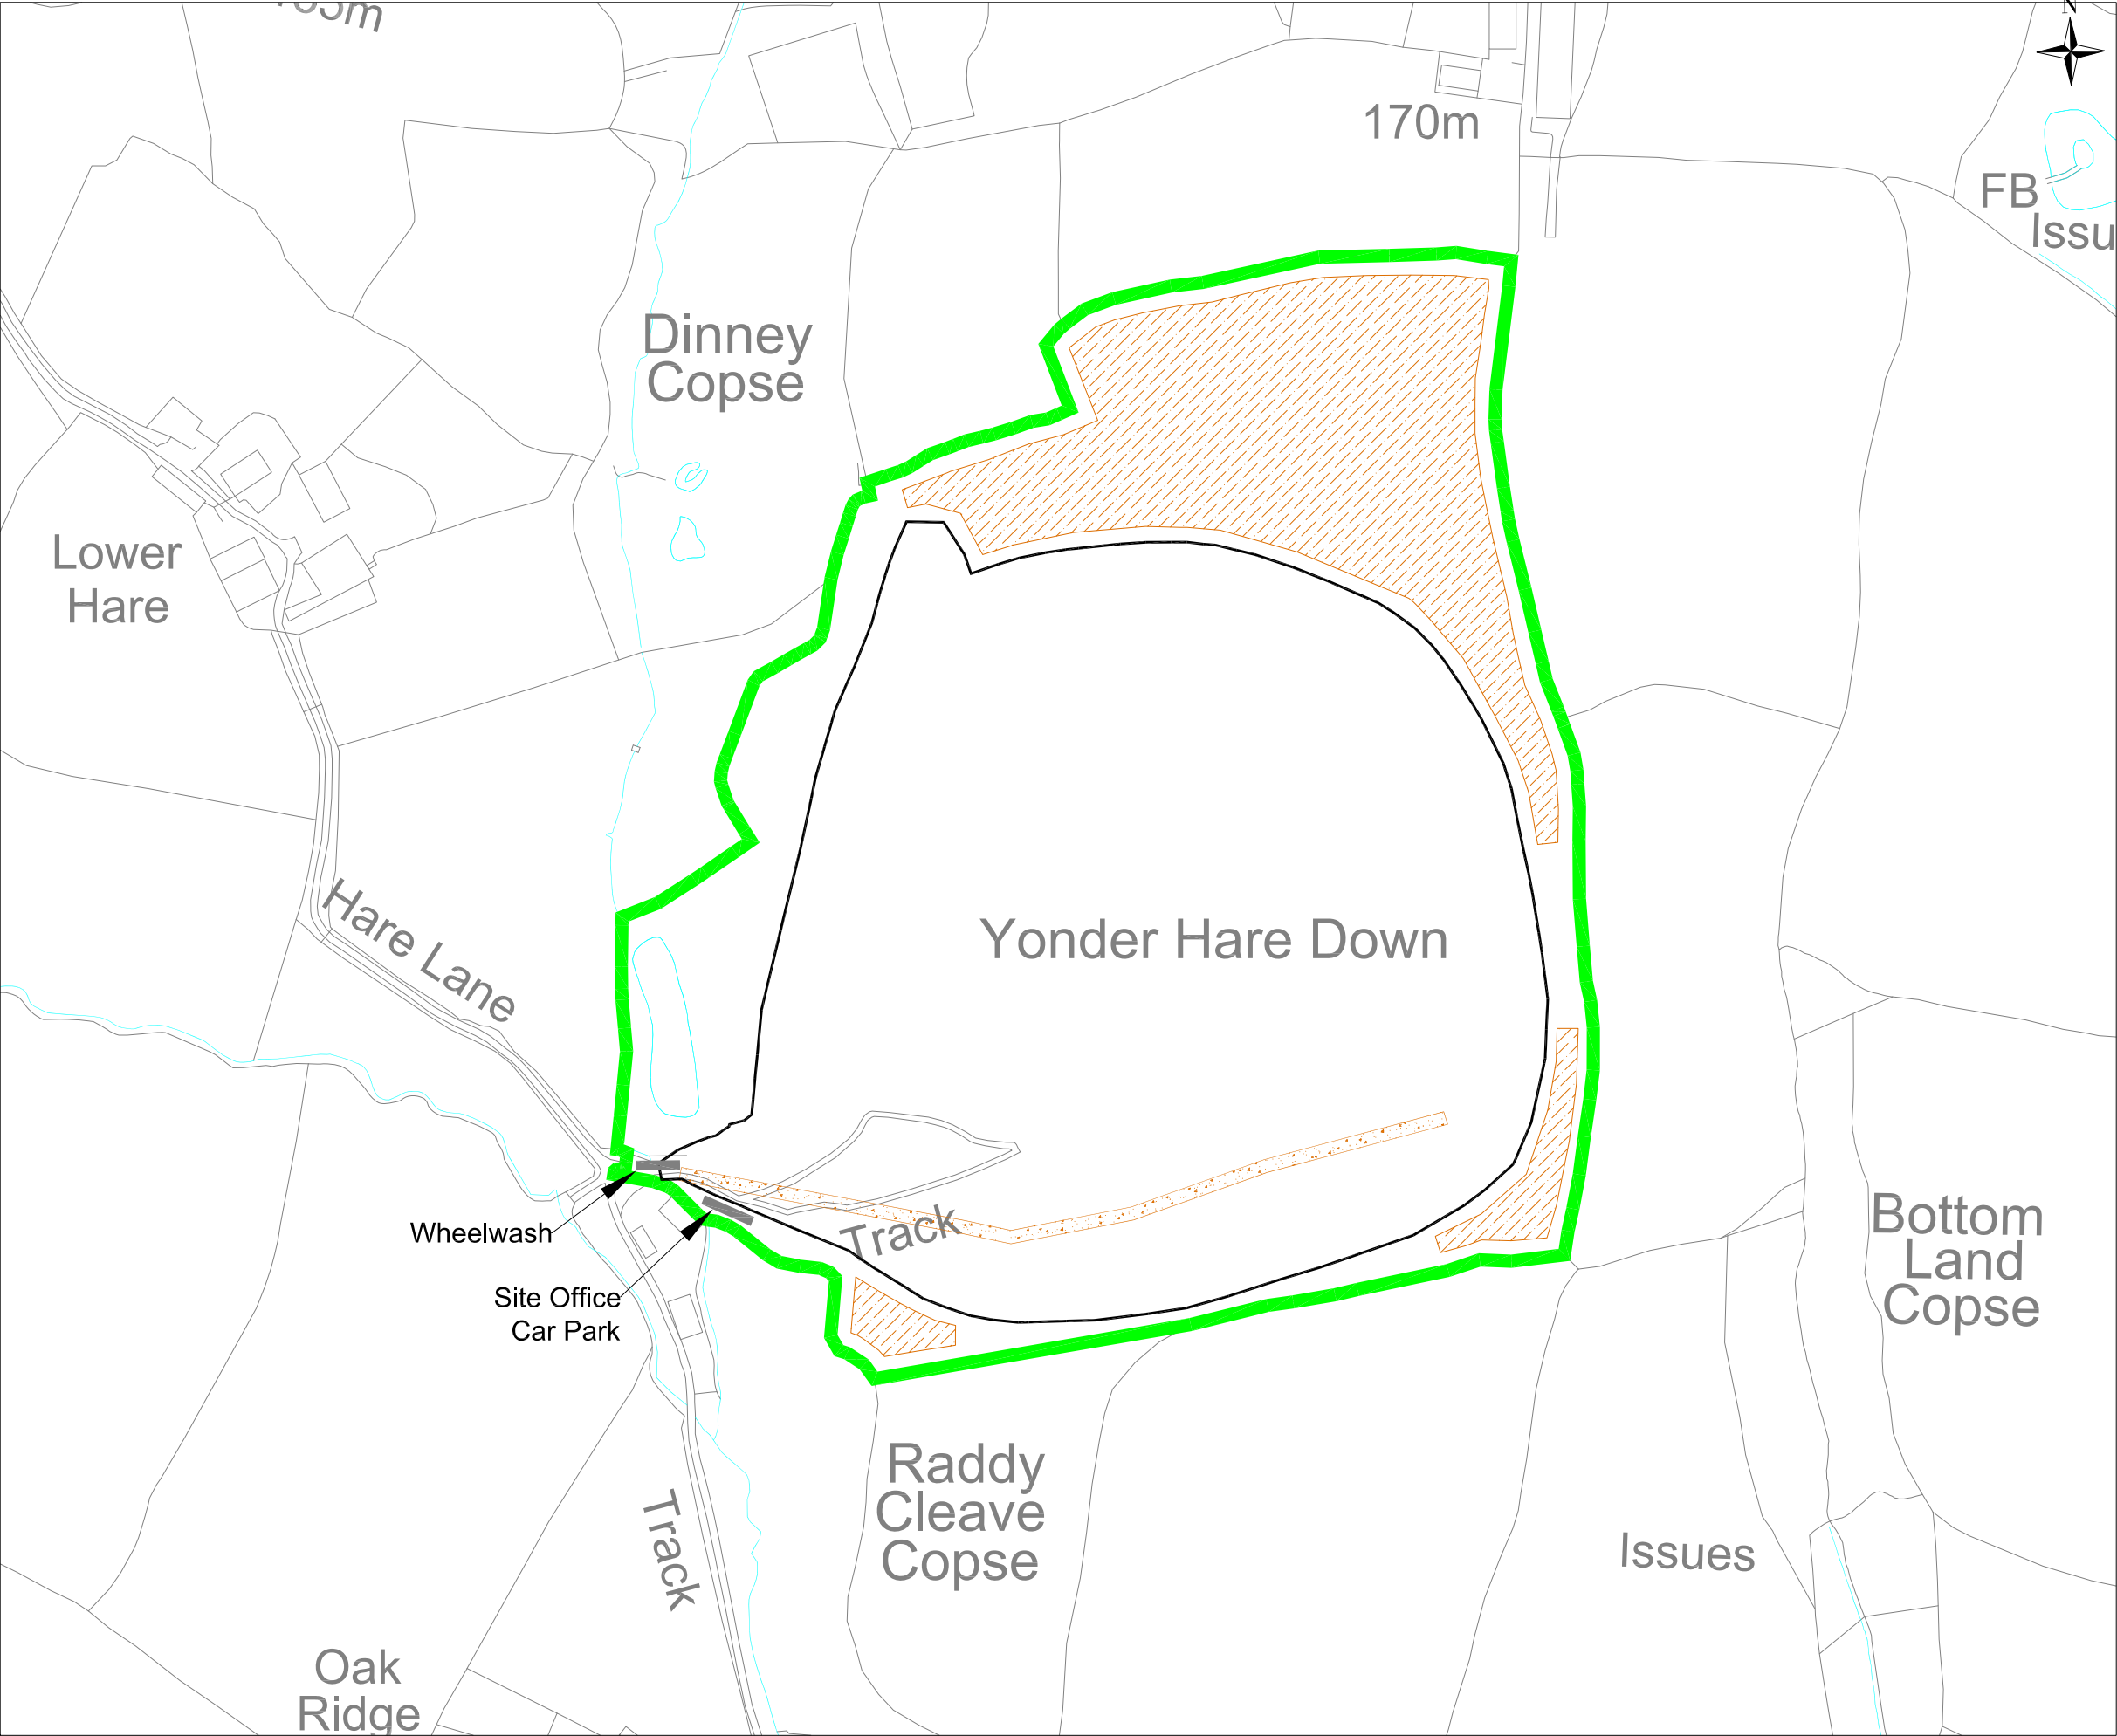 N
170m
FB
Issu
Dinney
Copse
Lower
Hare
Hare Lane
Yonder Hare Down
Wheelwash
Track
Site Office
Car Park
Bottom
Land
Copse
Raddy
Cleave
Copse
Track
Issues
Oak
Ridge